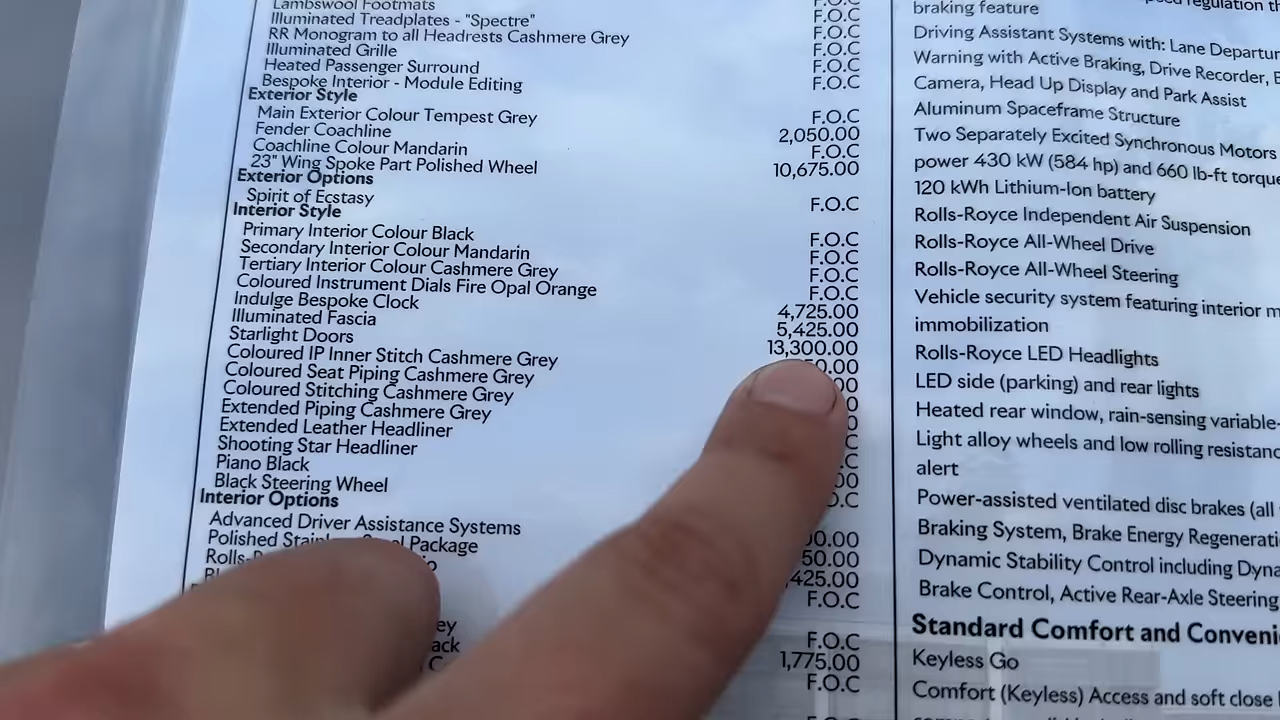 Lambswool Footmats F.O.C
Illuminated Treadplates - "Spectre" F.O.C
RR Monogram to all Headrests Cashmere Grey F.O.C
Illuminated Grille F.O.C
Heated Passenger Surround F.O.C
Bespoke Interior - Module Editing F.O.C
Exterior Style
Main Exterior Colour Tempest Grey F.O.C
Fender Coachline 2,050.00
Coachline Colour Mandarin F.O.C
23" Wing Spoke Part Polished Wheel 10,675.00
Exterior Options
Spirit of Ecstasy F.O.C
Interior Style
Primary Interior Colour Black F.O.C
Secondary Interior Colour Mandarin F.O.C
Tertiary Interior Colour Cashmere Grey F.O.C
Coloured Instrument Dials Fire Opal Orange F.O.C
Indulge Bespoke Clock 4,725.00
Illuminated Fascia 5,425.00
Starlight Doors 13,300.00
Coloured IP Inner Stitch Cashmere Grey
Coloured Seat Piping Cashmere Grey
Coloured Stitching Cashmere Grey
Extended Piping Cashmere Grey
Extended Leather Headliner
Shooting Star Headliner
Piano Black
Black Steering Wheel
Interior Options
Advanced Driver Assistance Systems
Polished Package
F.O.C
F.O.C
1,775.00
F.O.C
braking feature
Driving Assistant Systems with: Lane Departur
Warning with Active Braking, Drive Recorder,
Camera, Head Up Display and Park Assist
Aluminum Spaceframe Structure
Two Separately Excited Synchronous Motors
power 430 kW (584 hp) and 660 lb-ft torque
120 kWh Lithium-Ion battery
Rolls-Royce Independent Air Suspension
Rolls-Royce All-Wheel Drive
Rolls-Royce All-Wheel Steering
Vehicle security system featuring interior
immobilization
Rolls-Royce LED Headlights
LED side (parking) and rear lights
Heated rear window, rain-sensing variable-
Light alloy wheels and low rolling resistanc
alert
Power-assisted ventilated disc brakes (all
Braking System, Brake Energy Regenerati
Dynamic Stability Control including Dyna
Brake Control, Active Rear-Axle Steering
Standard Comfort and Conveni
Keyless Go
Comfort (Keyless) Access and soft close